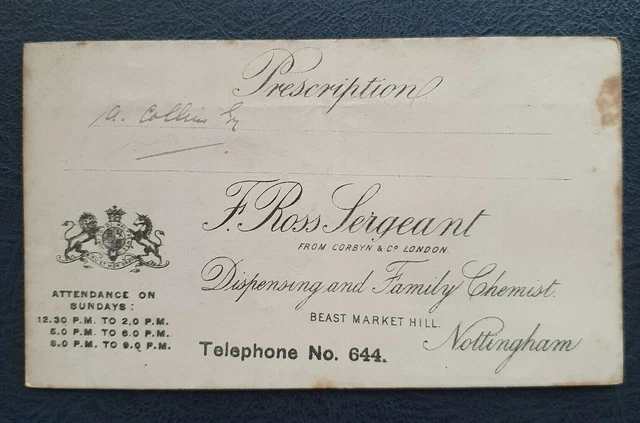 Prescription
A. Collins Esq
F. Ross Sergeant
FROM CORBYN & Co LONDON.
Dispensing and Family Chemist.
BEAST MARKET HILL.
Nottingham
Telephone No. 644.
ATTENDANCE ON
SUNDAYS:
12.30 P.M. TO 2.0 P.M.
5.0 P.M. TO 6.0 P.M.
8.0 P.M. TO 9.0 P.M.